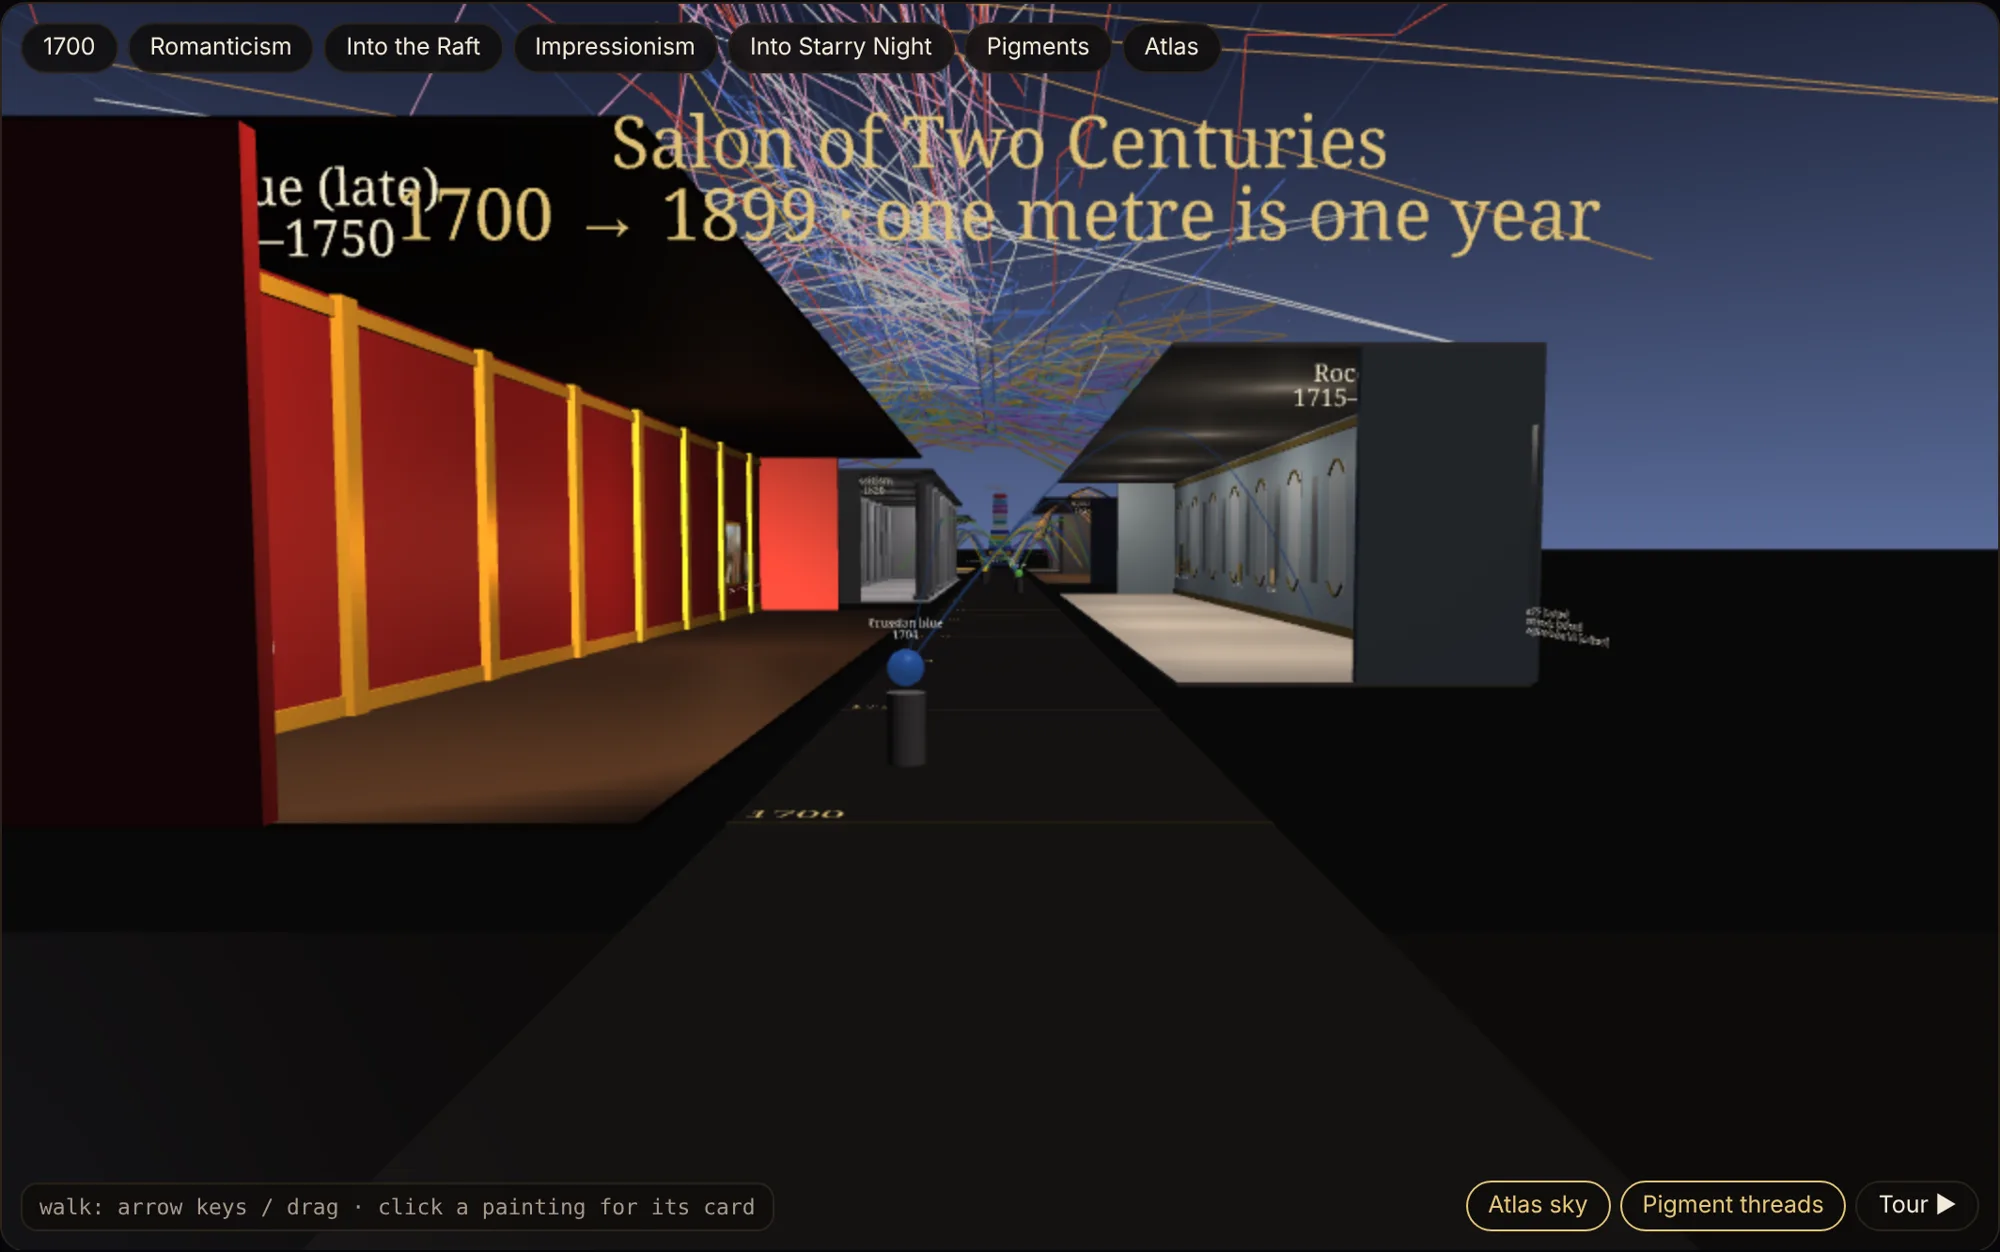 1700
Romanticism
Into the Raft
Impressionism
Into Starry Night
Pigments
Atlas
Salon of Two Centuries
1700 → 1899 · one metre is one year
ue (late)
–1750
Roc
1715–
Prussian blue
1704
1700
walk: arrow keys / drag · click a painting for its card
Atlas sky
Pigment threads
Tour ▶